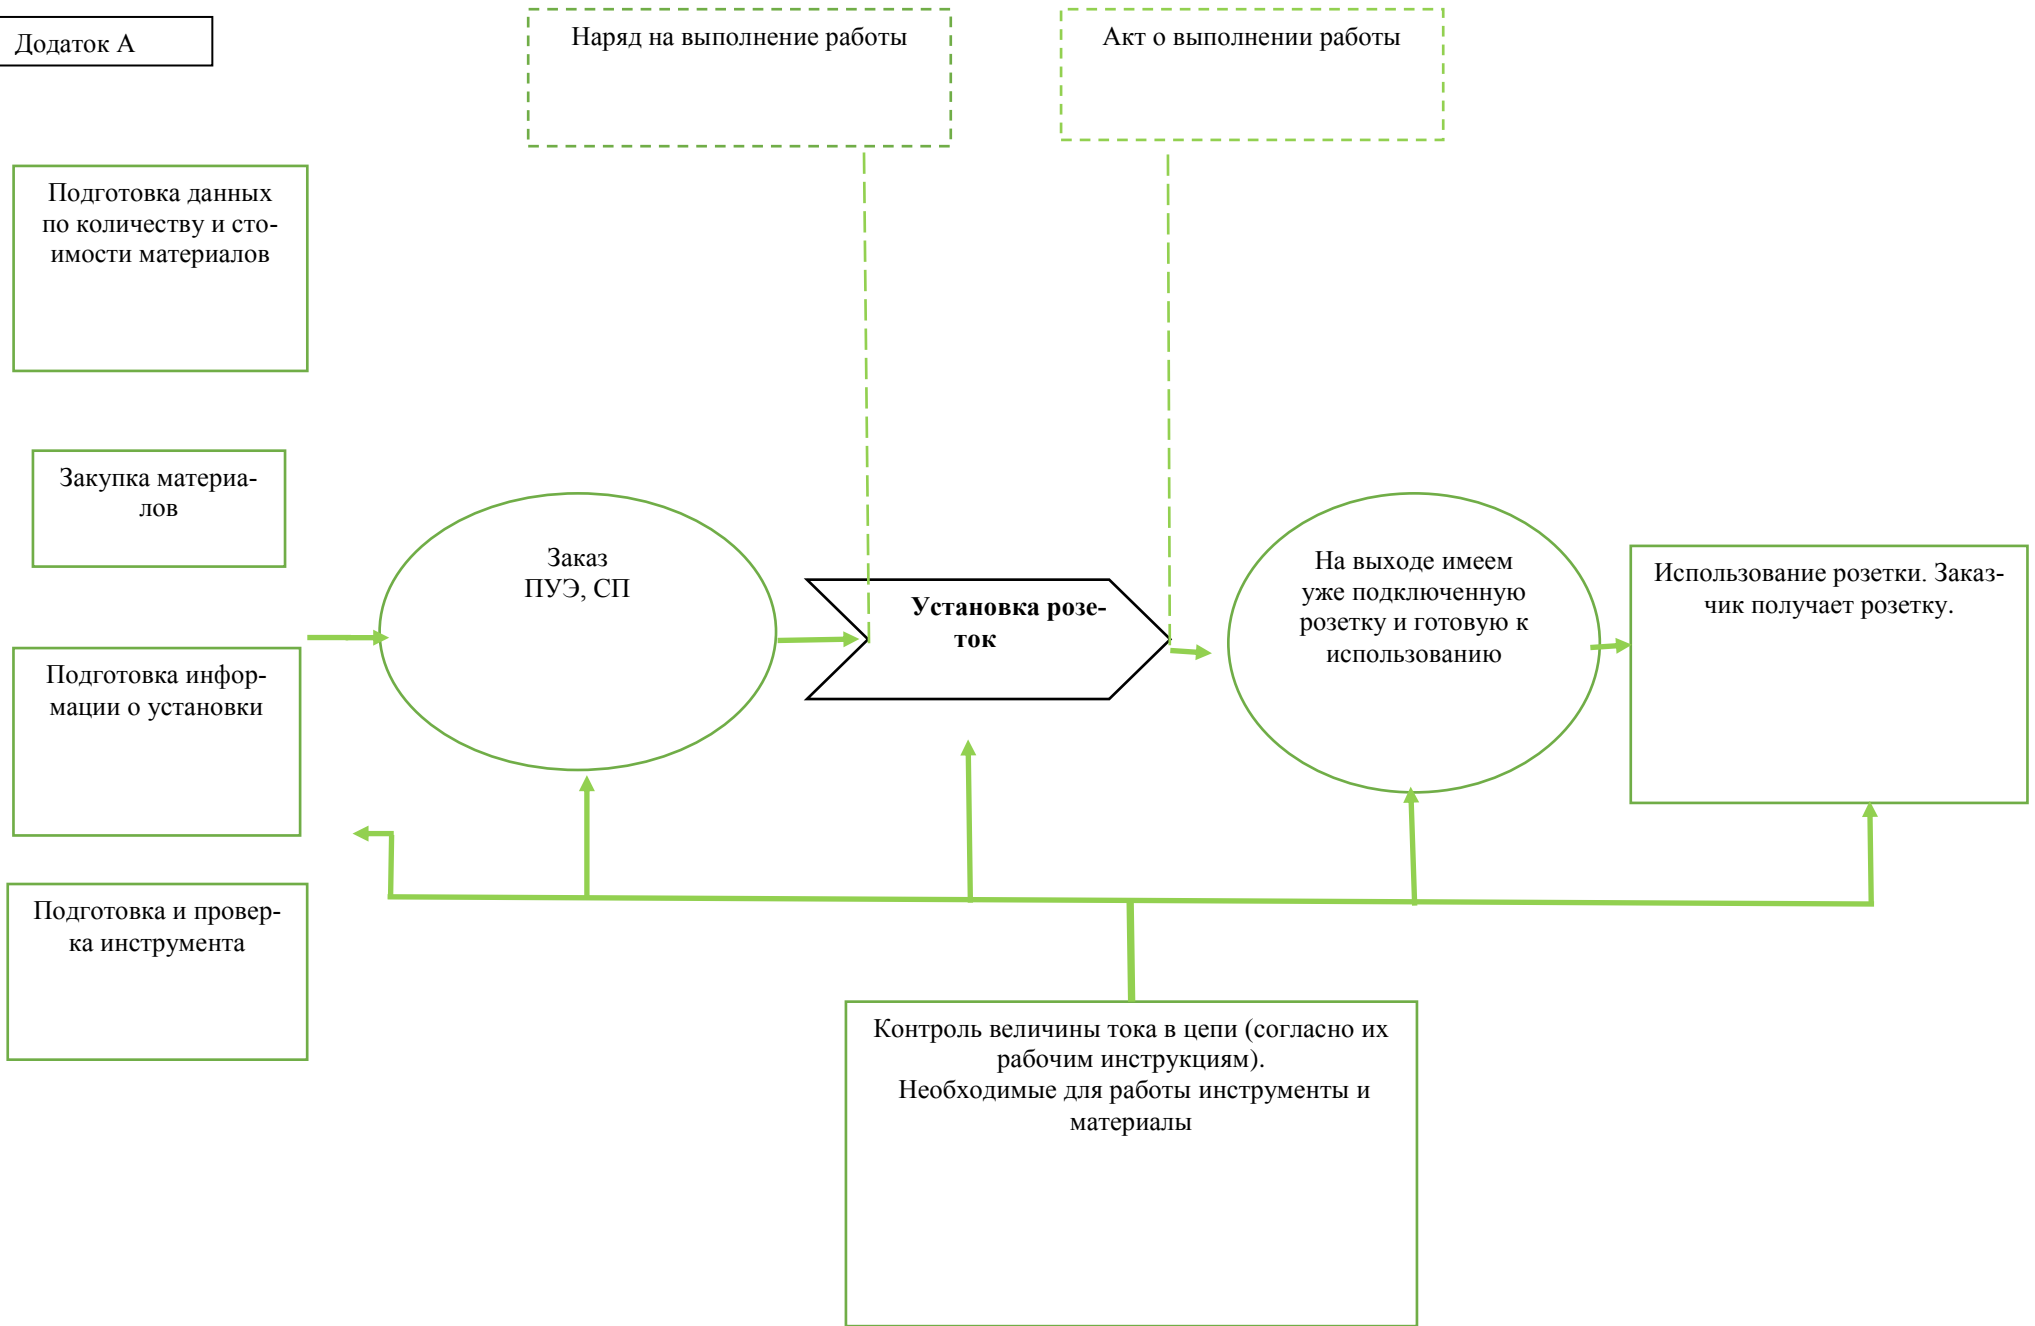 Додаток А
Наряд на выполнение работы
Акт о выполнении работы
Подготовка данных
по количеству и сто-
имости материалов
Закупка материа-
лов
Подготовка инфор-
мации о установки
Подготовка и провер-
ка инструмента
Заказ
ПУЭ, СП
Установка розе-
ток
На выходе имеем
уже подключенную
розетку и готовую к
использованию
Использование розетки. Заказ-
чик получает розетку.
Контроль величины тока в цепи (согласно их
рабочим инструкциям).
Необходимые для работы инструменты и
материалы